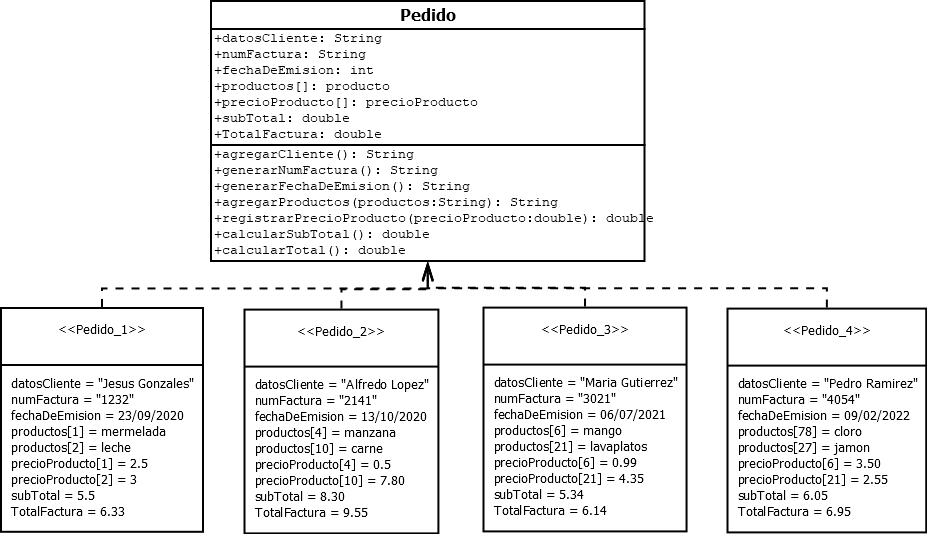 Pedido
+datosCliente: String
+numFactura: String
+fechaDeEmision: int
+productos[]: producto
+precioProducto[]: precioProducto
+subTotal: double
+TotalFactura: double
+agregarCliente(): String
+generarNumFactura(): String
+generarFechaDeEmision(): String
+agregarProductos(productos:String): String
+registrarPrecioProducto(precioProducto:double): double
+calcularSubTotal(): double
+calcularTotal(): double
<<Pedido_1>>
datosCliente = "Jesus Gonzales"
numFactura = "1232"
fechaDeEmision = 23/09/2020
productos[1] = mermelada
productos[2] = leche
precioProducto[1] = 2.5
precioProducto[2] = 3
subTotal = 5.5
TotalFactura = 6.33
<<Pedido_2>>
datosCliente = "Alfredo Lopez"
numFactura = "2141"
fechaDeEmision = 13/10/2020
productos[4] = manzana
productos[10] = carne
precioProducto[4] = 0.5
precioProducto[10] = 7.80
subTotal = 8.30
TotalFactura = 9.55
<<Pedido_3>>
datosCliente = "Maria Gutierrez"
numFactura = "3021"
fechaDeEmision = 06/07/2021
productos[6] = mango
productos[21] = lavaplatos
precioProducto[6] = 0.99
precioProducto[21] = 4.35
subTotal = 5.34
TotalFactura = 6.14
<<Pedido_4>>
datosCliente = "Pedro Ramirez"
numFactura = "4054"
fechaDeEmision = 09/02/2022
productos[78] = cloro
productos[27] = jamon
precioProducto[6] = 3.50
precioProducto[21] = 2.55
subTotal = 6.05
TotalFactura = 6.95